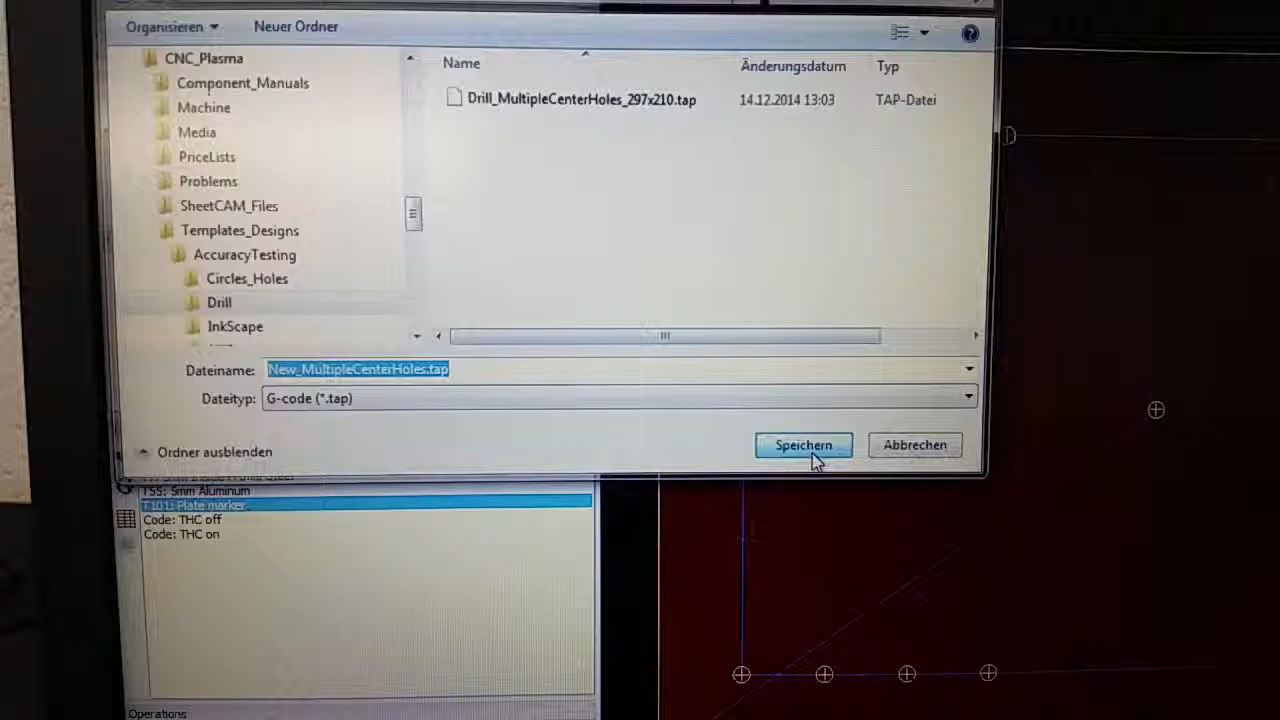 Organisieren Neuer Ordner
CNC_Plasma
Component_Manuals
Machine
Media
PriceLists
Problems
SheetCAM_Files
Templates_Designs
AccuracyTesting
Circles_Holes
Drill
InkScape
Name Änderungsdatum Typ
Drill_MultipleCenterHoles_297x210.tap 14.12.2014 13:03 TAP-Datei
Dateiname: New_MultipleCenterHoles.tap
Dateityp: G-code (*.tap)
Ordner ausblenden Speichern Abbrechen
T55: 5mm Aluminum
T101: Plate marker
Code: THC off
Code: THC on
Operations